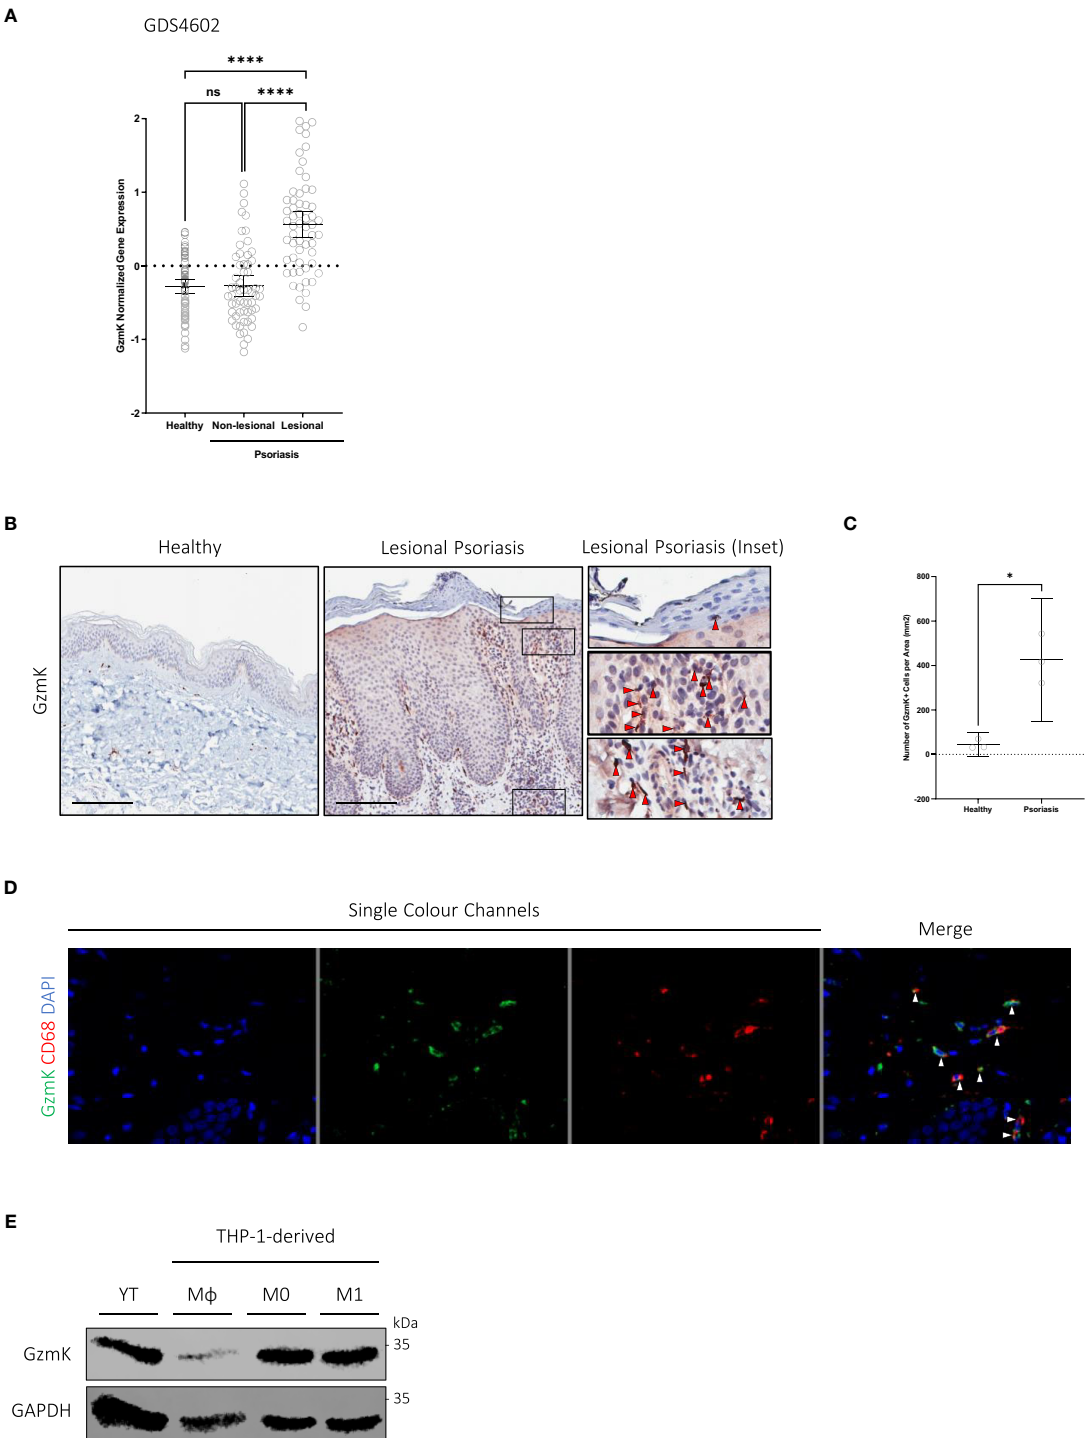 A
GDS4602
****
ns
****
2
1
0
-1
-2
GzmK Normalized Gene Expression
Healthy
Non-lesional
Lesional
Psoriasis
B
Healthy
Lesional Psoriasis
Lesional Psoriasis (Inset)
GzmK
C
*
800
600
400
200
0
-200
Number of GzmK+ Cells per Area (mm2)
Healthy
Psoriasis
D
Single Colour Channels
Merge
GzmK CD68 DAPI
E
THP-1-derived
YT
Mϕ
M0
M1
kDa
GzmK
35
GAPDH
35